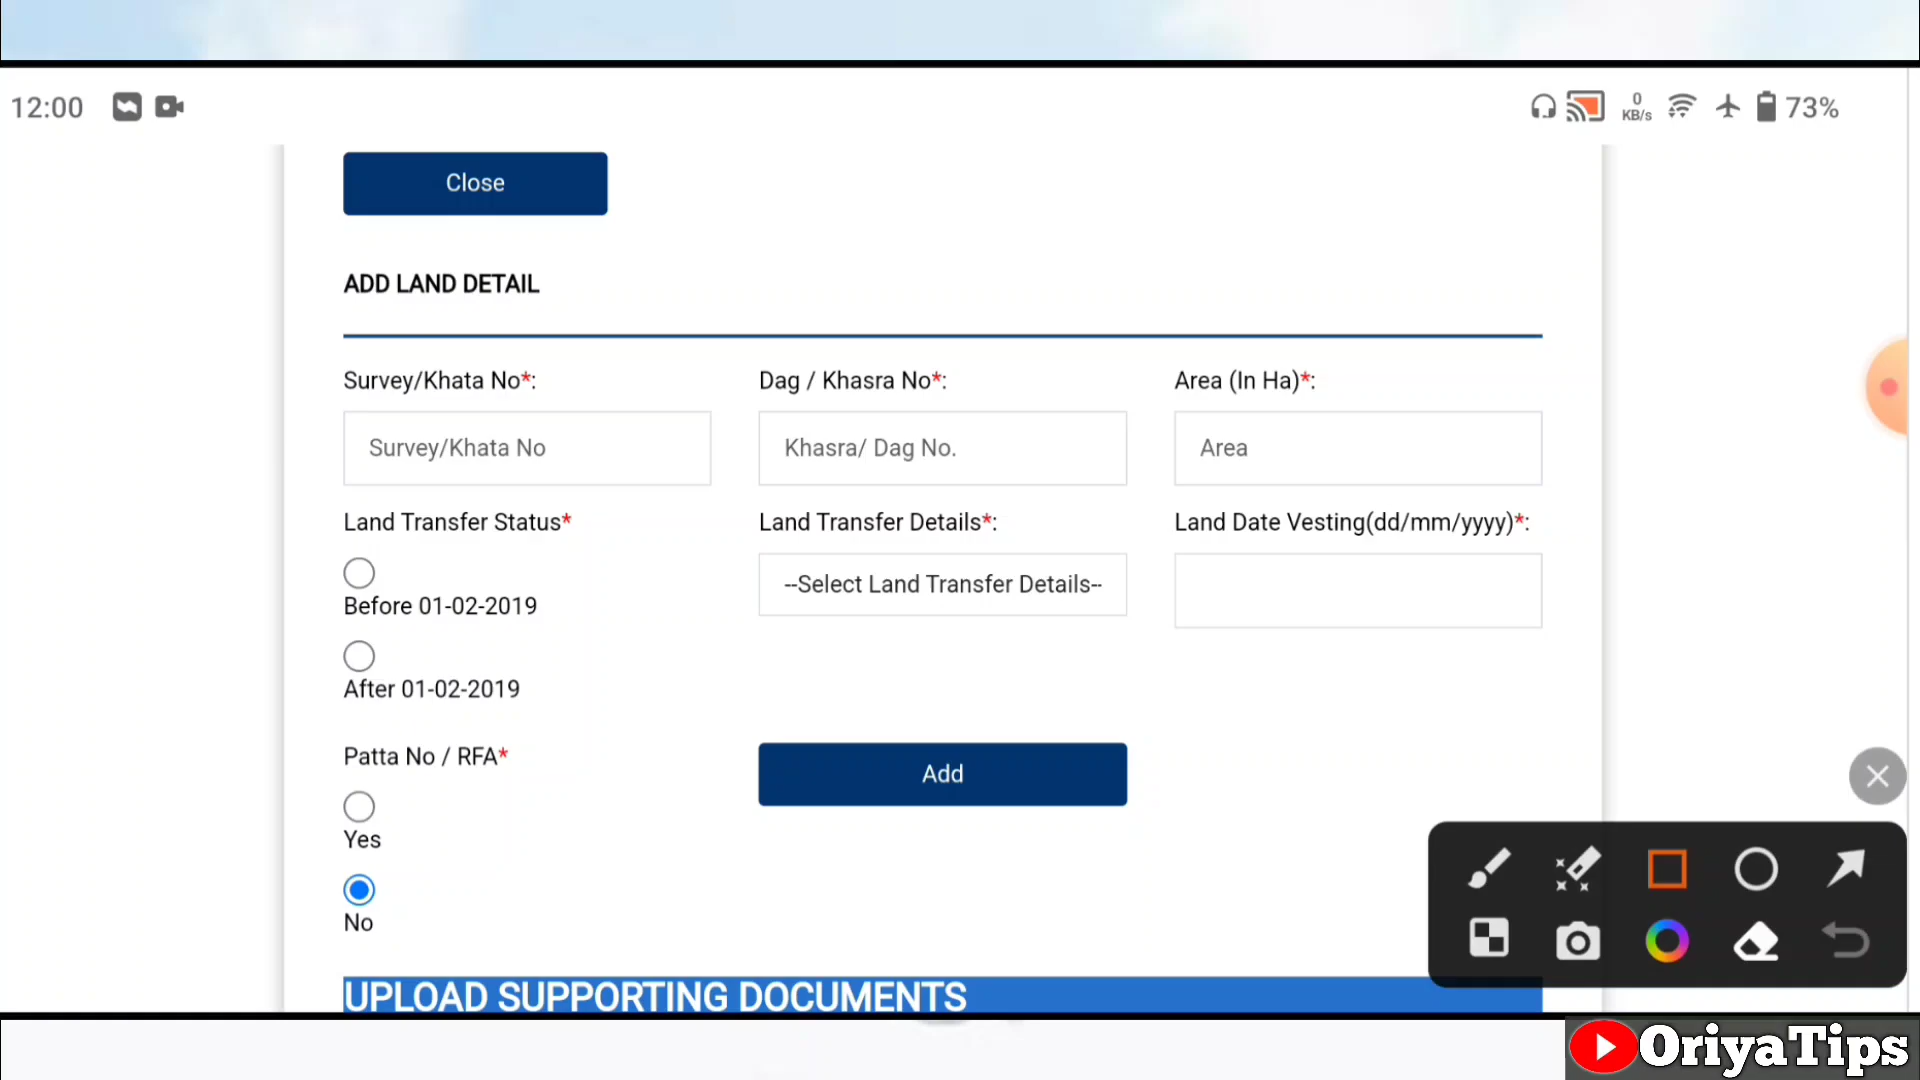 12:00
0
KB/s
73%
Close
ADD LAND DETAIL
Survey/Khata No*: Dag / Khasra No*: Area (In Ha)*:
Survey/Khata No Khasra/ Dag No. Area
Land Transfer Status* Land Transfer Details*: Land Date Vesting(dd/mm/yyyy)*:
--Select Land Transfer Details--
Before 01-02-2019
After 01-02-2019
Patta No / RFA*
Add
Yes
No
UPLOAD SUPPORTING DOCUMENTS
OriyaTips